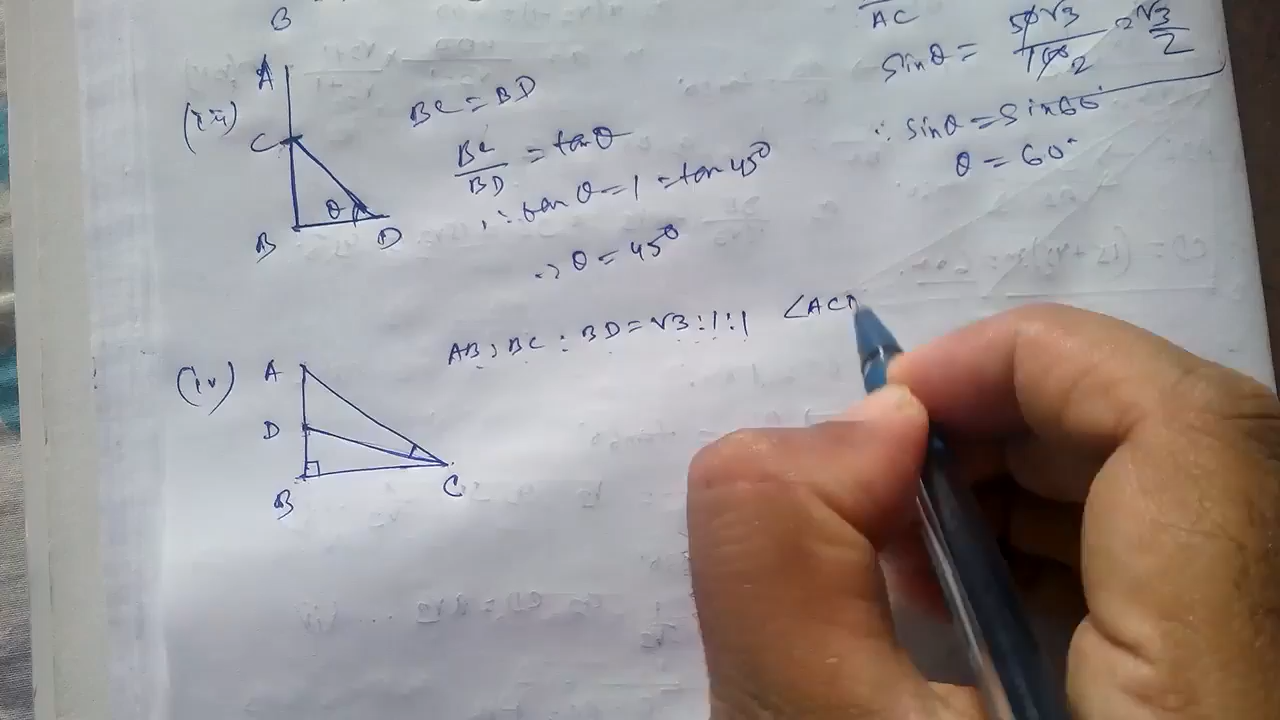 B
AC
sinθ = 50√3 / 100 2 = √3 / 2
∴ sinθ = sin60°
θ = 60°
(iii)
A
C
θ
B
D
BC = BD
BC / BD = tanθ
∴ tanθ = 1 = tan45°
∴ θ = 45°
(iv)
A
D
B
C
AB : BC : BD = √3 : 1 : 1 ∠ACD